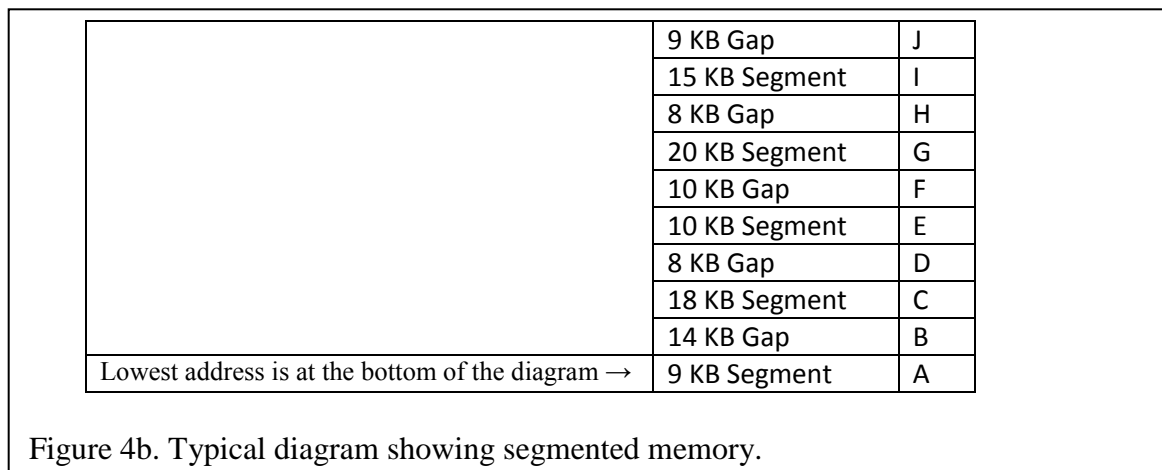 9 KB Gap J
15 KB Segment I
8 KB Gap H
20 KB Segment G
10 KB Gap F
10 KB Segment E
8 KB Gap D
18 KB Segment C
14 KB Gap B
Lowest address is at the bottom of the diagram → 9 KB Segment A
Figure 4b. Typical diagram showing segmented memory.